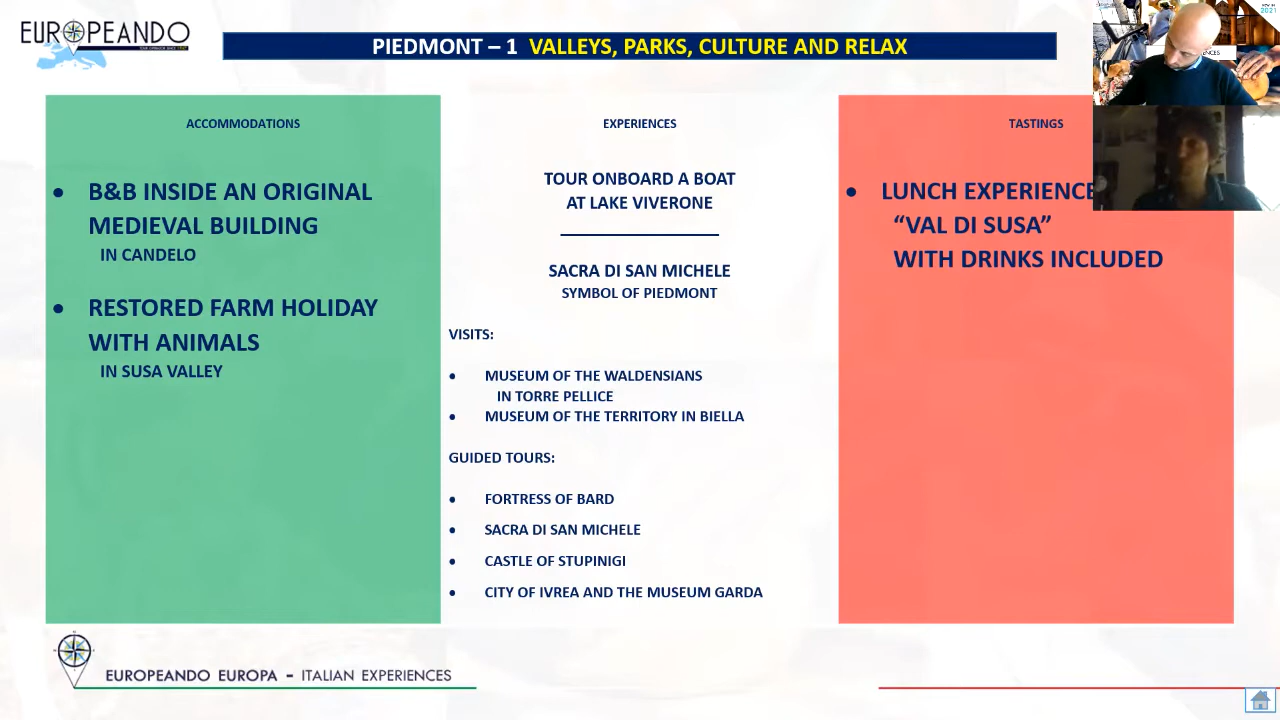 EUROPEANDO
PIEDMONT – 1 VALLEYS, PARKS, CULTURE AND RELAX
2021
ACCOMMODATIONS
• B&B INSIDE AN ORIGINAL
MEDIEVAL BUILDING
IN CANDELO
• RESTORED FARM HOLIDAY
WITH ANIMALS
IN SUSA VALLEY
EXPERIENCES
TOUR ONBOARD A BOAT
AT LAKE VIVERONE
SACRA DI SAN MICHELE
SYMBOL OF PIEDMONT
VISITS:
• MUSEUM OF THE WALDENSIANS
IN TORRE PELLICE
• MUSEUM OF THE TERRITORY IN BIELLA
GUIDED TOURS:
• FORTRESS OF BARD
• SACRA DI SAN MICHELE
• CASTLE OF STUPINIGI
• CITY OF IVREA AND THE MUSEUM GARDA
TASTINGS
• LUNCH EXPERIENCE
“VAL DI SUSA”
WITH DRINKS INCLUDED
EUROPEANDO EUROPA – ITALIAN EXPERIENCES